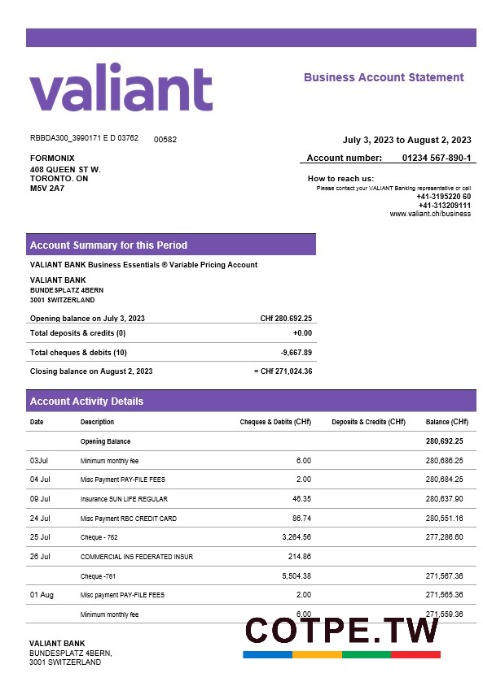 valiant
Business Account Statement
RBBDA300_3990171 E D 03762 00582
July 3, 2023 to August 2, 2023
FORMONIX
Account number: 01234 567-890-1
408 QUEEN ST W.
TORONTO. ON
M5V 2A7
How to reach us:
Please contact your VALIANT Banking representative or call
+41-3195220 60
+41-313209111
www.valiant.ch/business
Account Summary for this Period
VALIANT BANK Business Essentials ® Variable Pricing Account
VALIANT BANK
BUNDESPLATZ 4BERN
3001 SWITZERLAND
Opening balance on July 3, 2023 CHf 280.692.25
Total deposits & credits (0) +0.00
Total cheques & debits (10) -9,667.89
Closing balance on August 2, 2023 = CHf 271,024.36
Account Activity Details
Date Description Cheques & Debits (CHf) Deposits & Credits (CHf) Balance (CHf)
Opening Balance 280,692.25
03Jul Minimum monthly fee 6.00 280,686.25
04 Jul Misc Payment PAY-FILE FEES 2.00 280,684.25
09 Jul Insurance SUN LIFE REGULAR 46.35 280,637.90
24 Jul Misc Payment RBC CREDIT CARD 86.74 280,551.16
25 Jul Cheque - 762 3,264.56 277,286.60
26 Jul COMMERCIAL INS FEDERATED INSUR 214.86
Cheque -761 5,504.38 271,567.36
01 Aug Misc payment PAY-FILE FEES 2.00 271,565.36
Minimum monthly fee 6.00 271,559.36
COTPE.TW
VALIANT BANK
BUNDESPLATZ 4BERN,
3001 SWITZERLAND